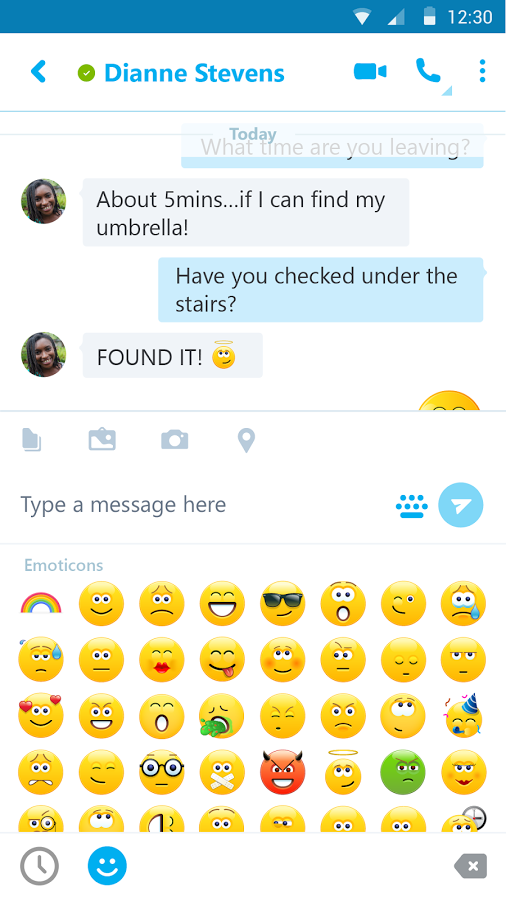 12:30
Dianne Stevens
Today
What time are you leaving?
About 5mins...if I can find my
umbrella!
Have you checked under the
stairs?
FOUND IT!
Type a message here
Emoticons